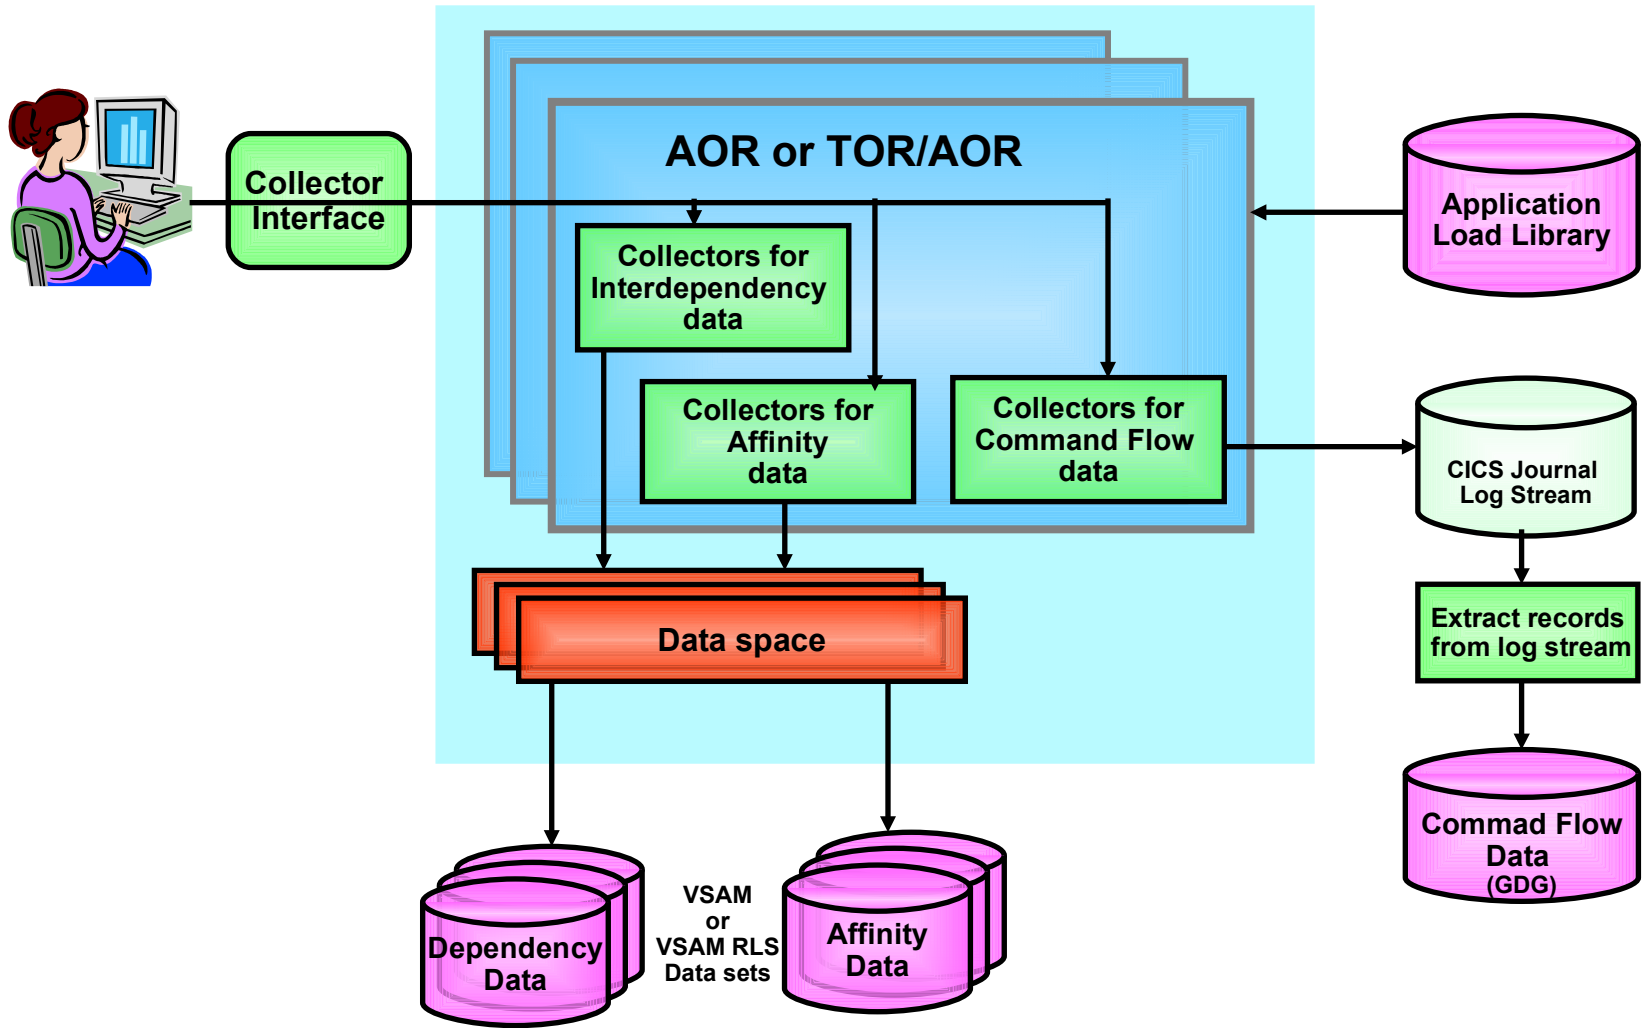 AOR or TOR/AOR
Collector
Interface
Application
Load Library
Collectors for
Interdependency
data
Collectors for
Affinity
data
Collectors for
Command Flow
data
CICS Journal
Log Stream
Extract records
from log stream
Data space
Commad Flow
Data
(GDG)
Dependency
Data
VSAM
or
VSAM RLS
Data sets
Affinity
Data